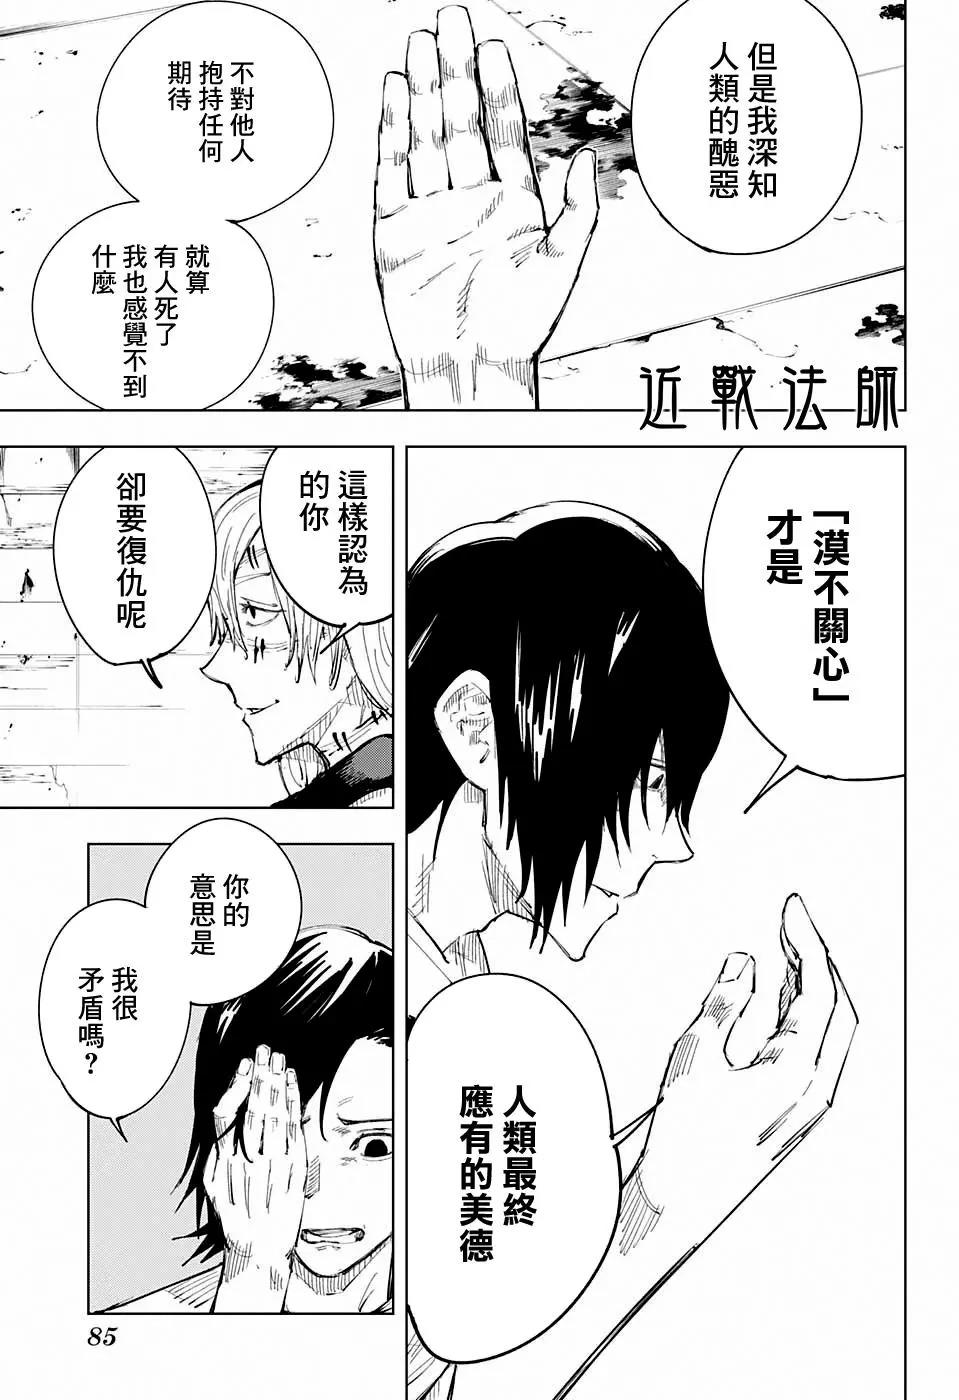 但是我深知
人類的醜惡
不對他人
抱持任何
期待
就算
有人死了
我也感覺不到
什麼
近戰法師
「漠不關心」
才是
人類最終
應有的美德
這樣認為
的你
卻要復仇呢
你的
意思是
我很
矛盾嗎?
85